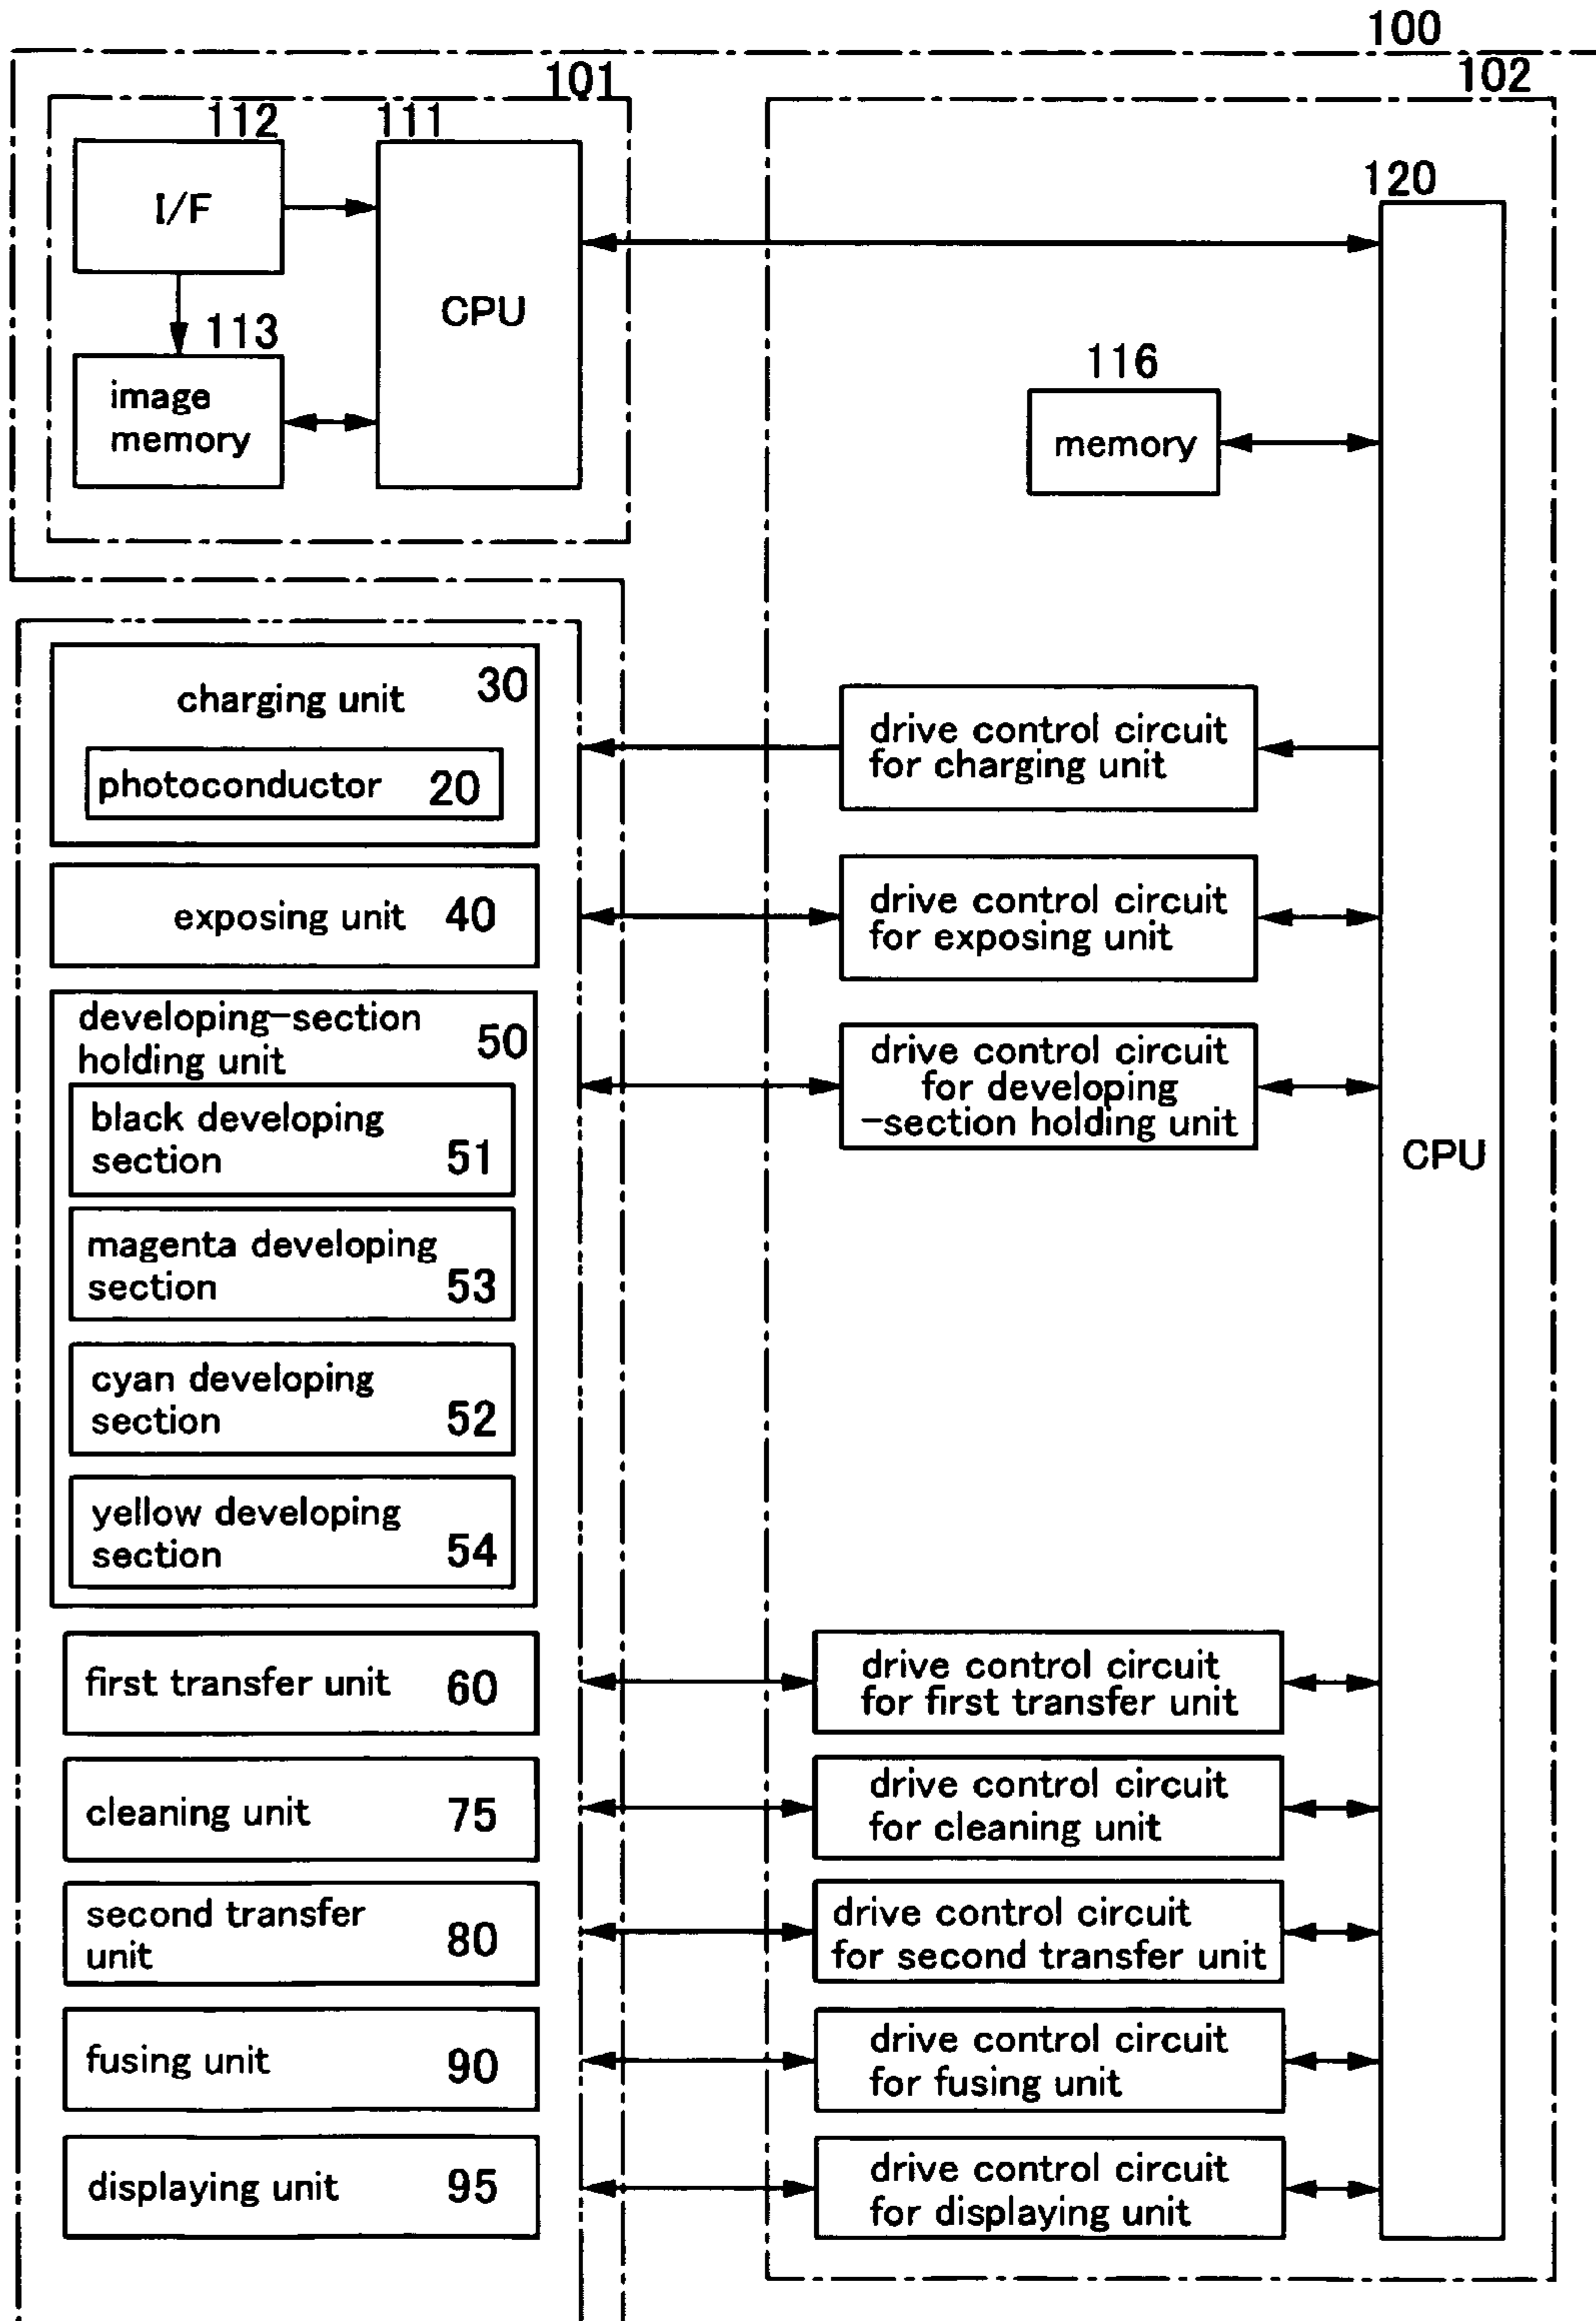 100
101
102
112
111
I/F
CPU
120
113
image
memory
116
memory
charging unit 30
photoconductor 20
drive control circuit
for charging unit
exposing unit 40
drive control circuit
for exposing unit
developing-section
holding unit 50
drive control circuit
for developing
-section holding unit
CPU
black developing
section 51
magenta developing
section 53
cyan developing
section 52
yellow developing
section 54
first transfer unit 60
drive control circuit
for first transfer unit
cleaning unit 75
drive control circuit
for cleaning unit
second transfer
unit 80
drive control circuit
for second transfer unit
fusing unit 90
drive control circuit
for fusing unit
displaying unit 95
drive control circuit
for displaying unit